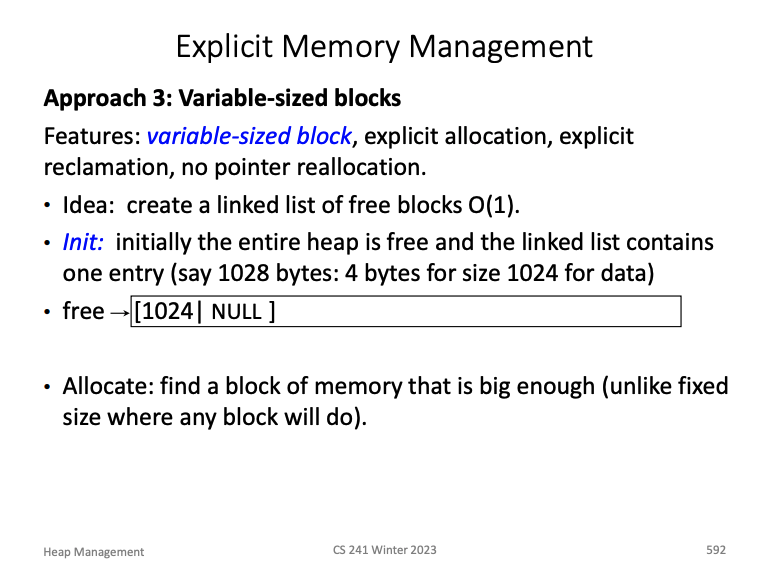 Explicit Memory Management
Approach 3: Variable-sized blocks
Features: variable-sized block, explicit allocation, explicit
reclamation, no pointer reallocation.
• Idea:  create a linked list of free blocks O(1).
• Init:  initially the entire heap is free and the linked list contains
one entry (say 1028 bytes: 4 bytes for size 1024 for data)
• free →[1024| NULL ]
• Allocate: find a block of memory that is big enough (unlike fixed
size where any block will do).
Heap Management
CS 241 Winter 2023
592